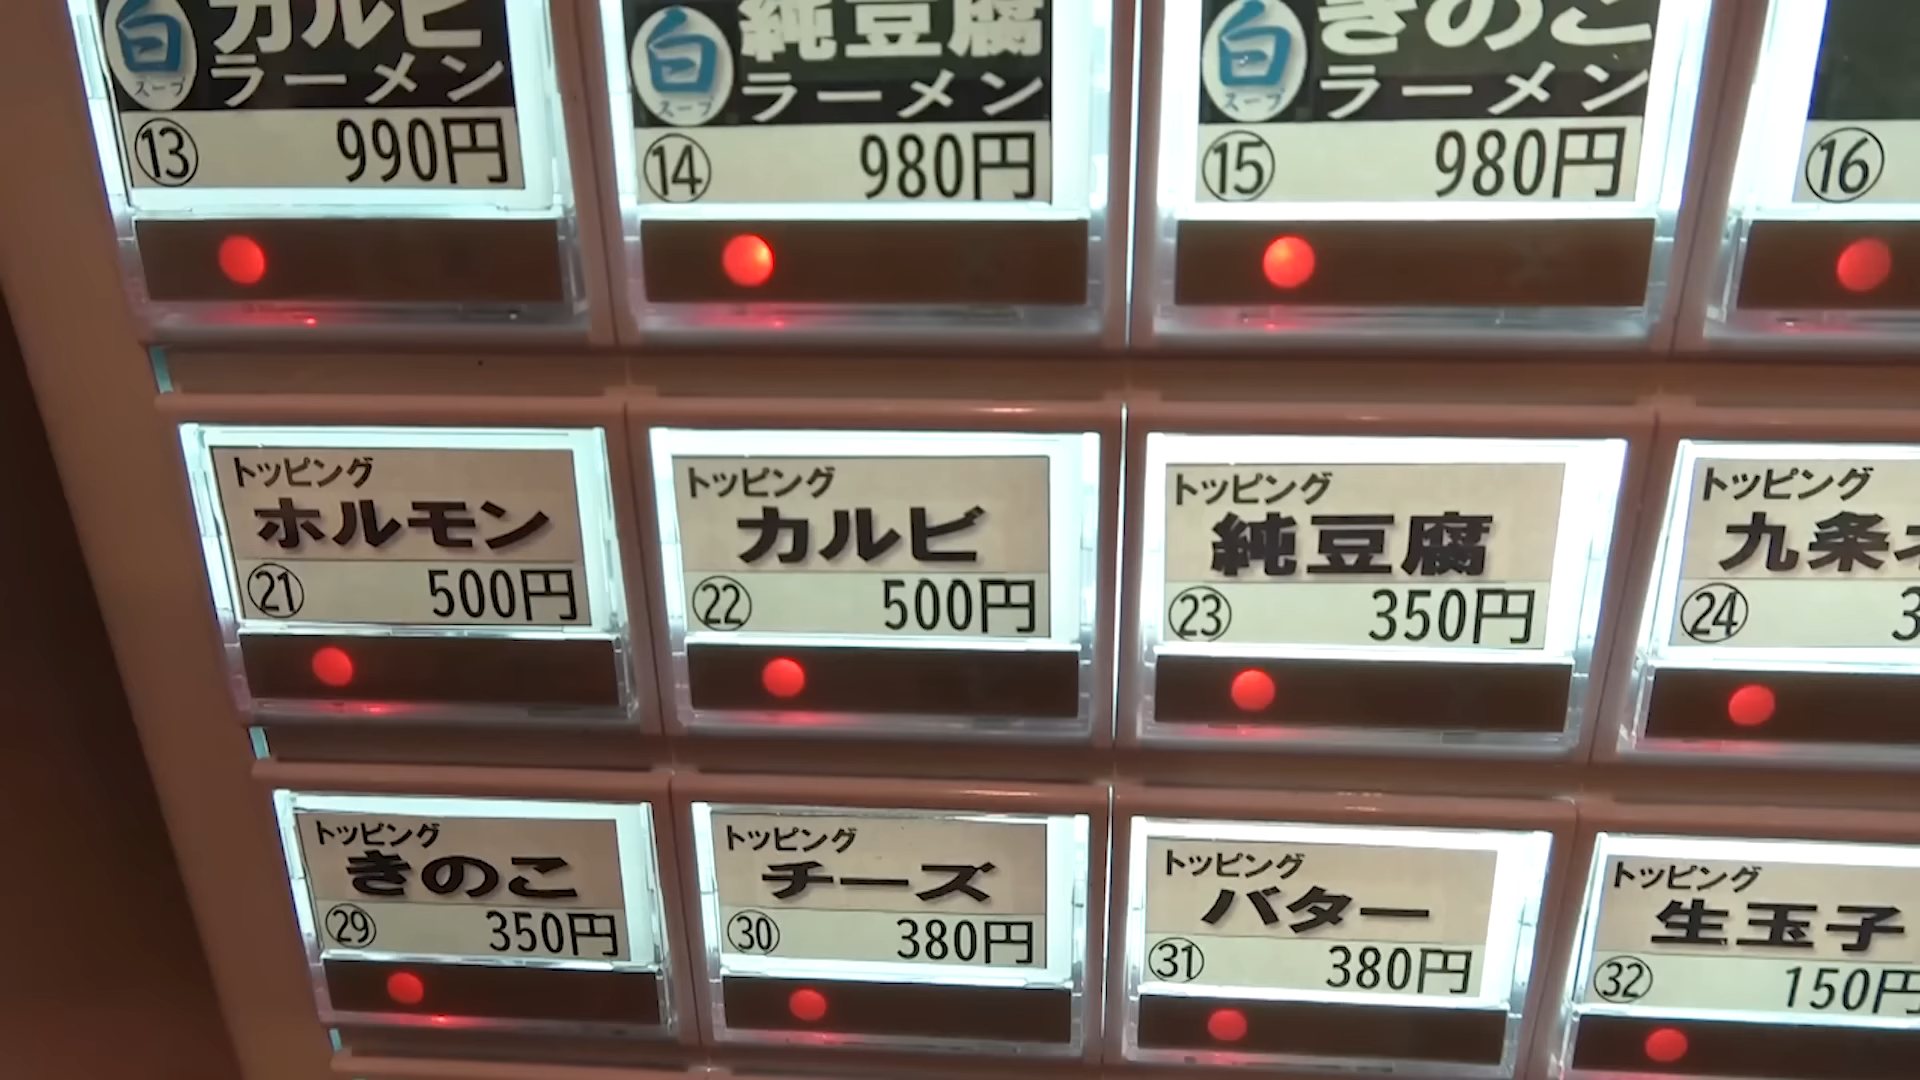 白
スープ
カルビ
ラーメン
⑬ 990円
白
スープ
純豆腐
ラーメン
⑭ 980円
白
スープ
きのこ
ラーメン
⑮ 980円
⑯
トッピング
ホルモン
㉑ 500円
トッピング
カルビ
㉒ 500円
トッピング
純豆腐
㉓ 350円
トッピング
九条
㉔ 3
トッピング
きのこ
㉙ 350円
トッピング
チーズ
㉚ 380円
トッピング
バター
㉛ 380円
トッピング
生玉子
㉜ 150円